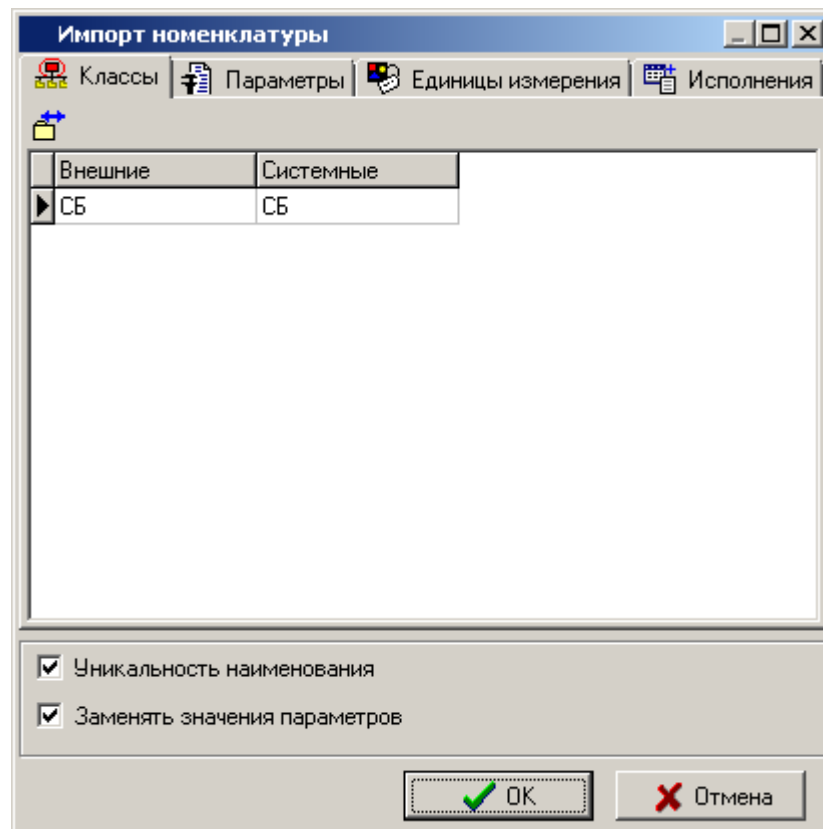 Импорт номенклатуры
Классы Параметры Единицы измерения Исполнения
Внешние Системные
СБ СБ
Уникальность наименования
Заменять значения параметров
OK Отмена